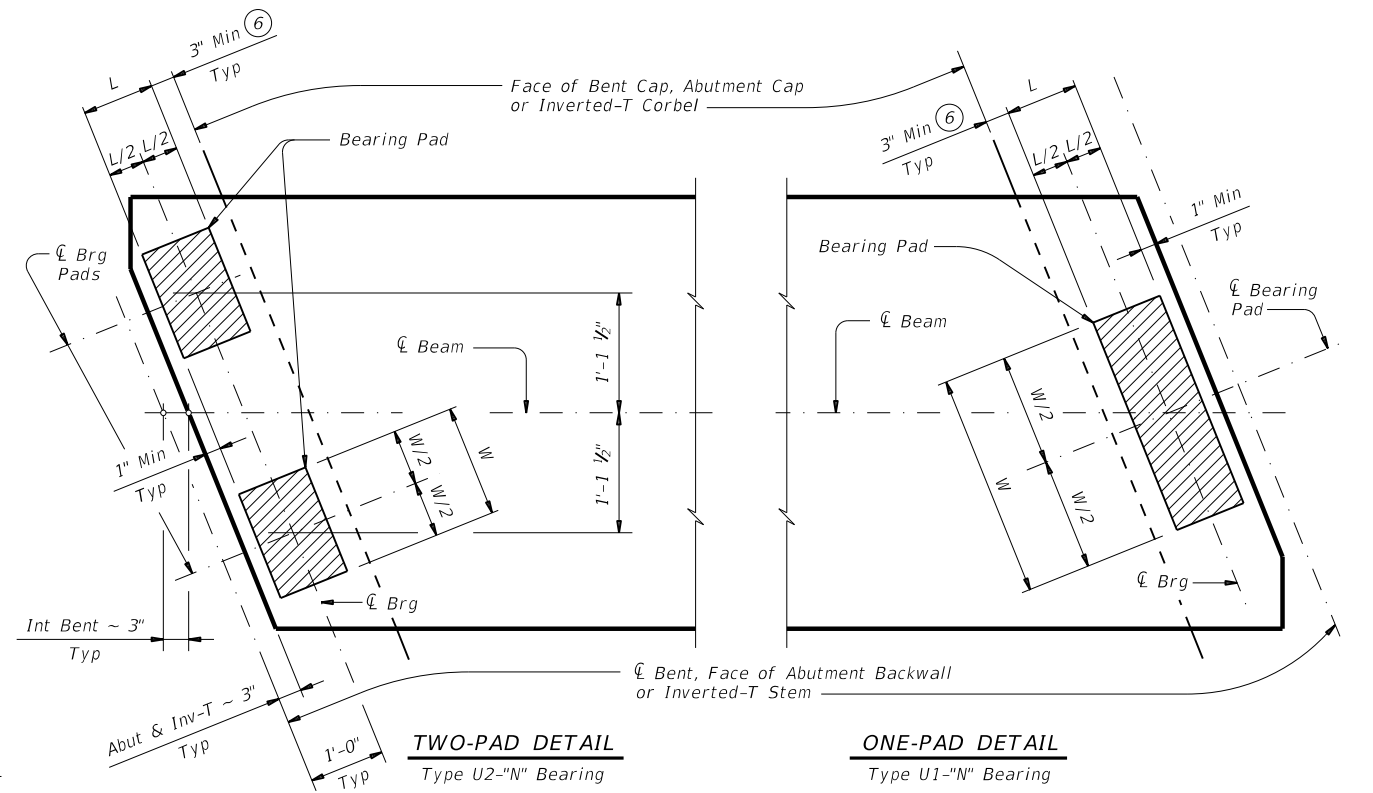 3" Min 6
Typ
L
L/2 L/2
Face of Bent Cap, Abutment Cap
or Inverted-T Corbel
Bearing Pad
3" Min 6
Typ
L
L/2 L/2
1" Min
Typ
℄ Brg
Pads
Bearing Pad
℄ Bearing
Pad
℄ Beam
1'-1 ½"
℄ Beam
1'-1 ½"
W/2
W/2
W
W/2
W/2
W
1" Min
Typ
℄ Brg
℄ Brg
Int Bent ~ 3"
Typ
Abut & Inv-T ~ 3"
Typ
1'-0"
Typ
℄ Bent, Face of Abutment Backwall
or Inverted-T Stem
TWO-PAD DETAIL
Type U2-"N" Bearing
ONE-PAD DETAIL
Type U1-"N" Bearing